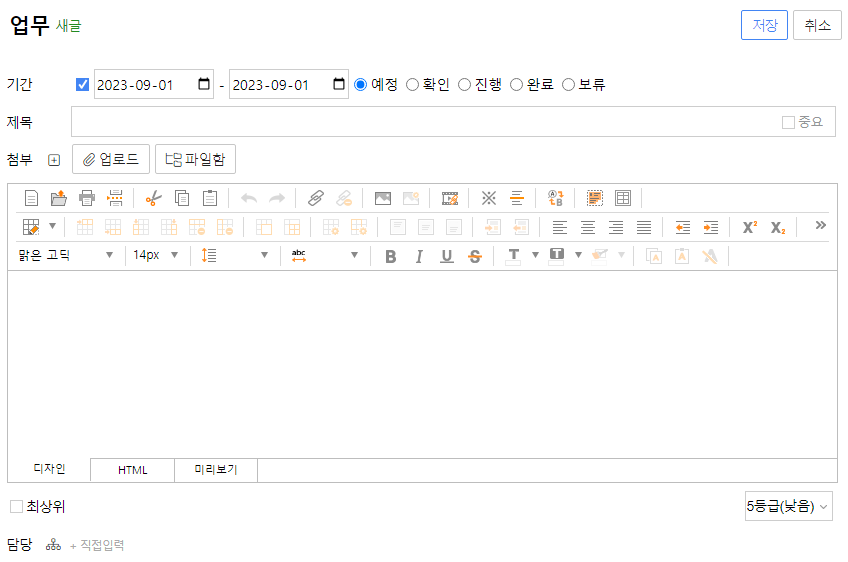 업무 새글 저장 취소
기간 2023-09-01 - 2023-09-01 예정 확인 진행 완료 보류
제목 중요
첨부 업로드 파일함
X² X₂ »
맑은 고딕 14px abc B I U S T T
디자인 HTML 미리보기
최상위 5등급(낮음)
담당 + 직접입력